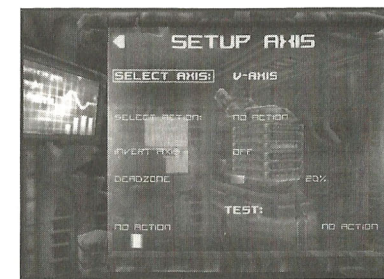 SETUP AXIS
SELECT AXIS: V-AXIS
SELECT ACTION: NO ACTION
INVERT AXIS: OFF
DEADZONE 20%
TEST:
NO ACTION NO ACTION